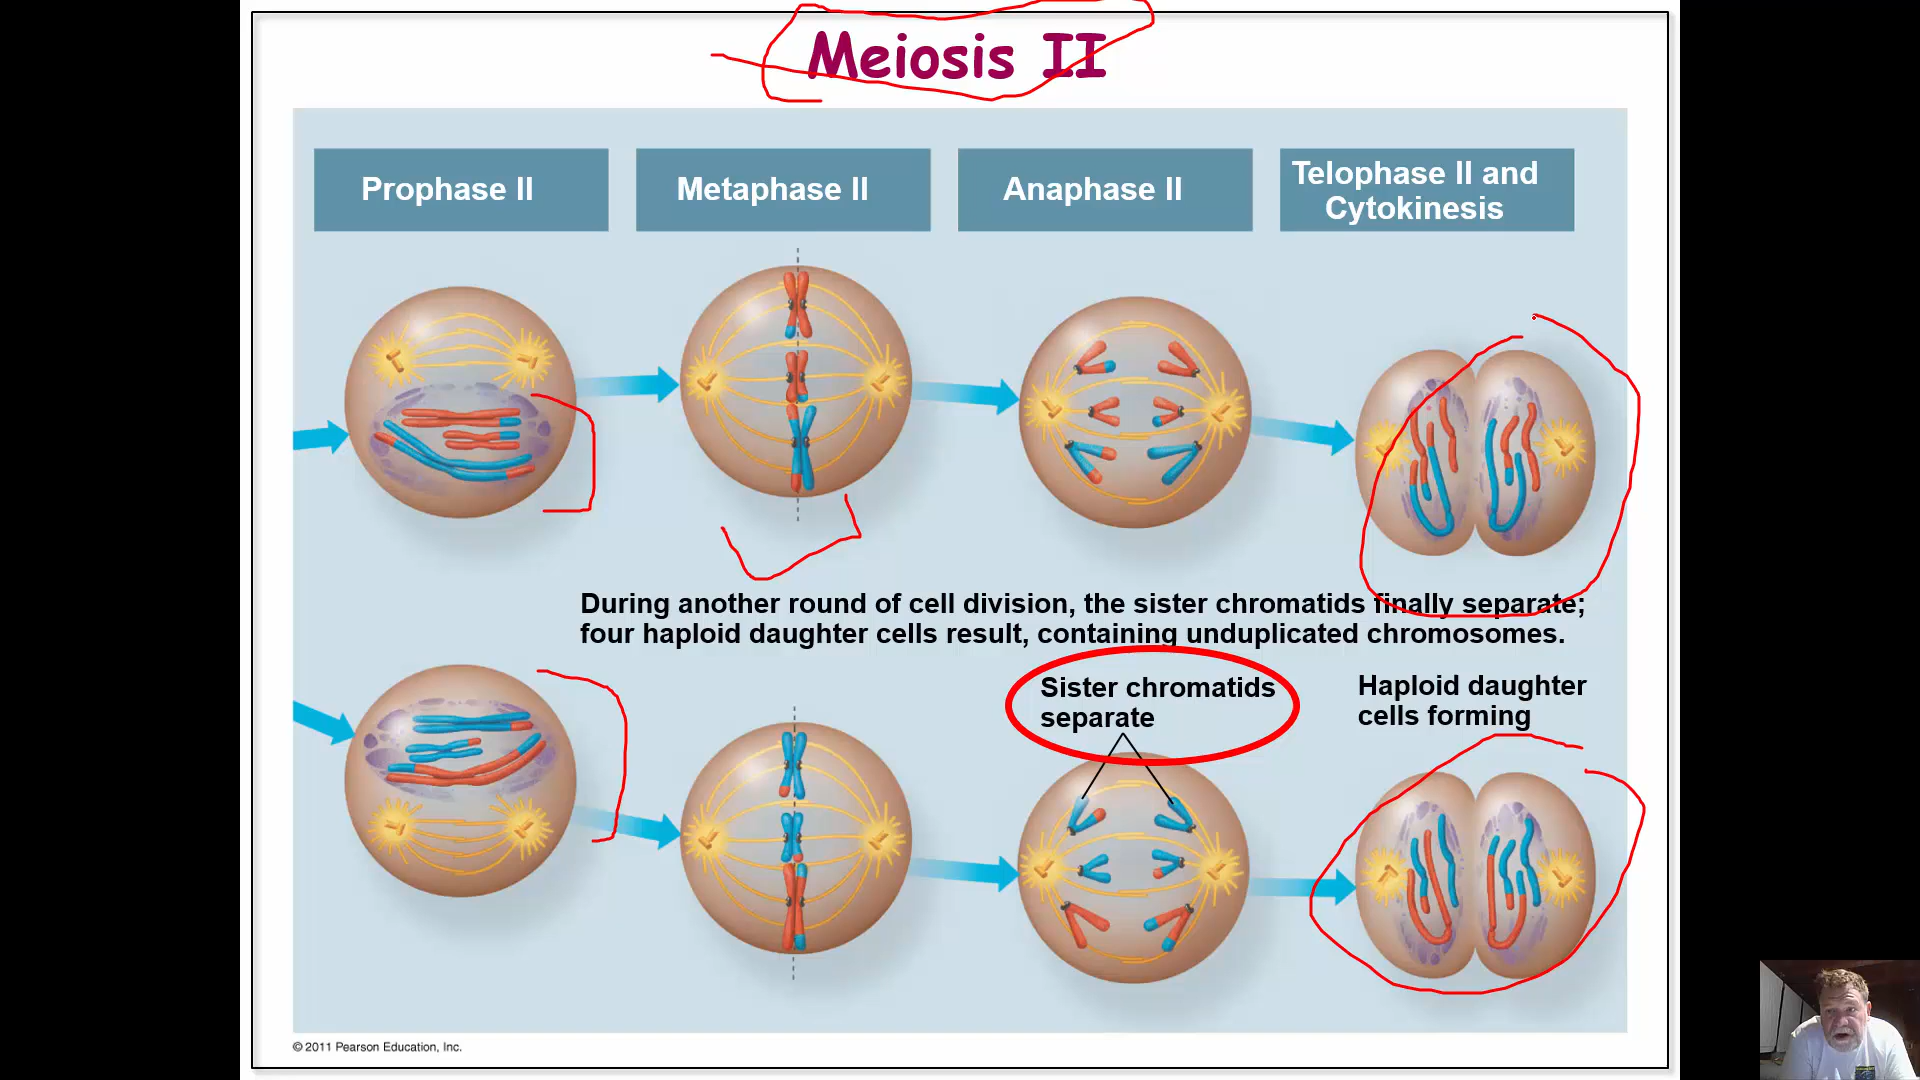 Meiosis II
Prophase II
Metaphase II
Anaphase II
Telophase II and
Cytokinesis
During another round of cell division, the sister chromatids finally separate;
four haploid daughter cells result, containing unduplicated chromosomes.
Sister chromatids
separate
Haploid daughter
cells forming
© 2011 Pearson Education, Inc.